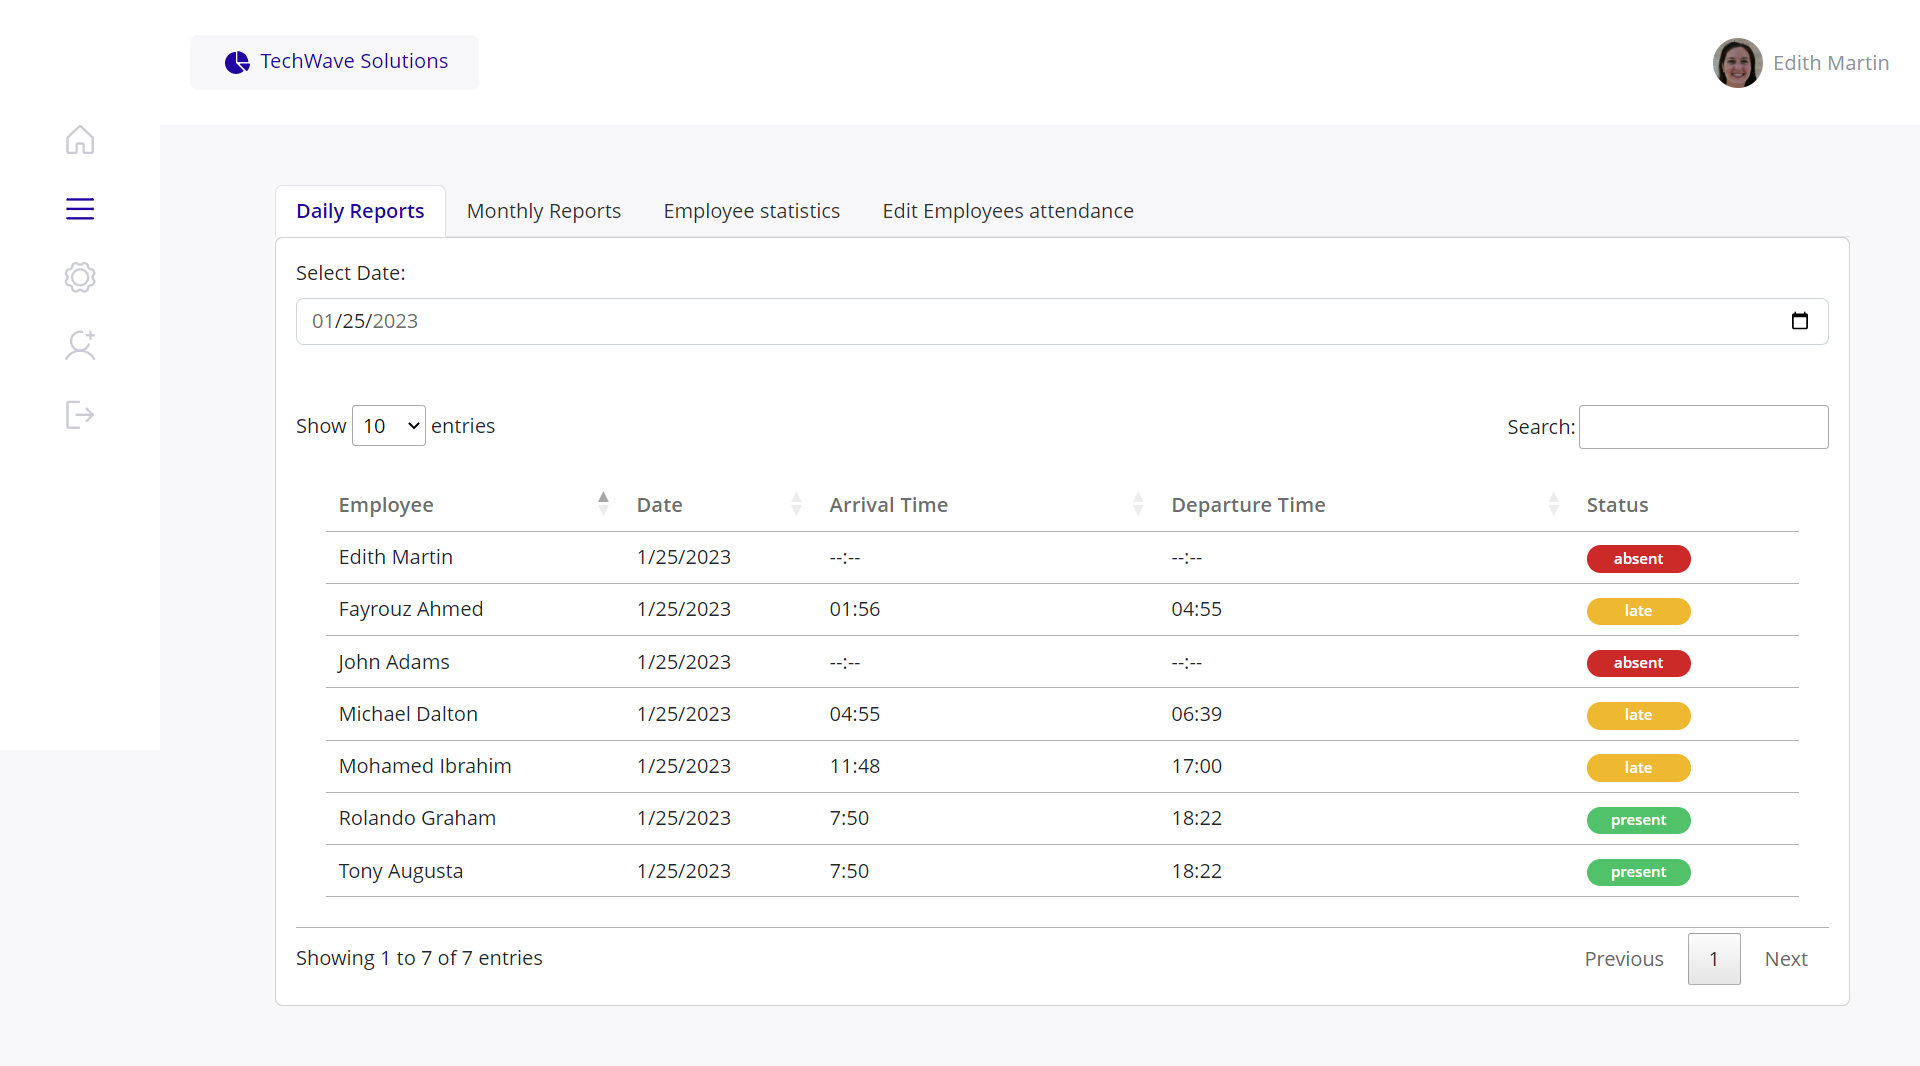 TechWave Solutions
Edith Martin
Daily Reports Monthly Reports Employee statistics Edit Employees attendance
Select Date:
01/25/2023
Show 10 entries Search:
Employee Date Arrival Time Departure Time Status
Edith Martin 1/25/2023 --:-- --:-- absent
Fayrouz Ahmed 1/25/2023 01:56 04:55 late
John Adams 1/25/2023 --:-- --:-- absent
Michael Dalton 1/25/2023 04:55 06:39 late
Mohamed Ibrahim 1/25/2023 11:48 17:00 late
Rolando Graham 1/25/2023 7:50 18:22 present
Tony Augusta 1/25/2023 7:50 18:22 present
Showing 1 to 7 of 7 entries Previous 1 Next